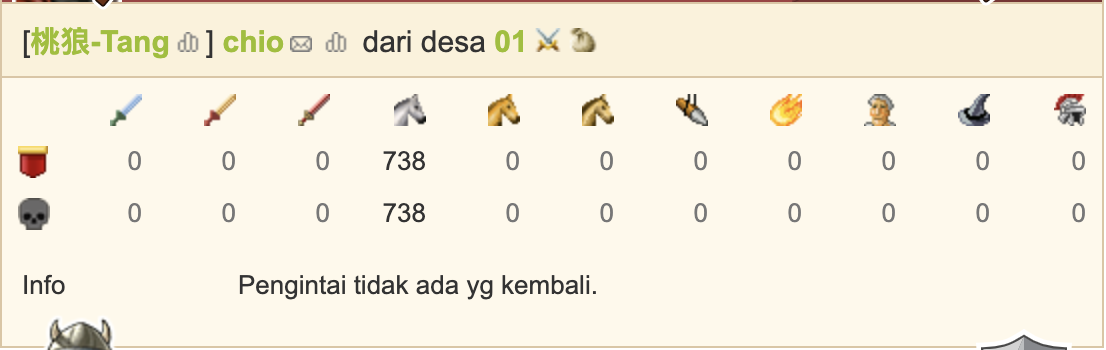 [桃狼-Tang] chio dari desa 01
0 0 0 738 0 0 0 0 0 0 0
0 0 0 738 0 0 0 0 0 0 0
Info Pengintai tidak ada yg kembali.